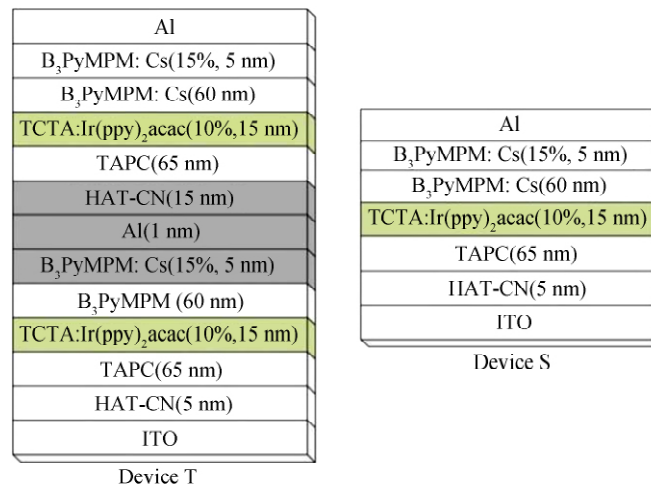 Al
B₃PyMPM: Cs(15%, 5 nm)
B₃PyMPM: Cs(60 nm)
TCTA:Ir(ppy)₂acac(10%,15 nm)
TAPC(65 nm)
HAT-CN(15 nm)
Al(1 nm)
B₃PyMPM: Cs(15%, 5 nm)
B₃PyMPM (60 nm)
TCTA:Ir(ppy)₂acac(10%,15 nm)
TAPC(65 nm)
HAT-CN(5 nm)
ITO
Device T
Al
B₃PyMPM: Cs(15%, 5 nm)
B₃PyMPM: Cs(60 nm)
TCTA:Ir(ppy)₂acac(10%,15 nm)
TAPC(65 nm)
HAT-CN(5 nm)
ITO
Device S